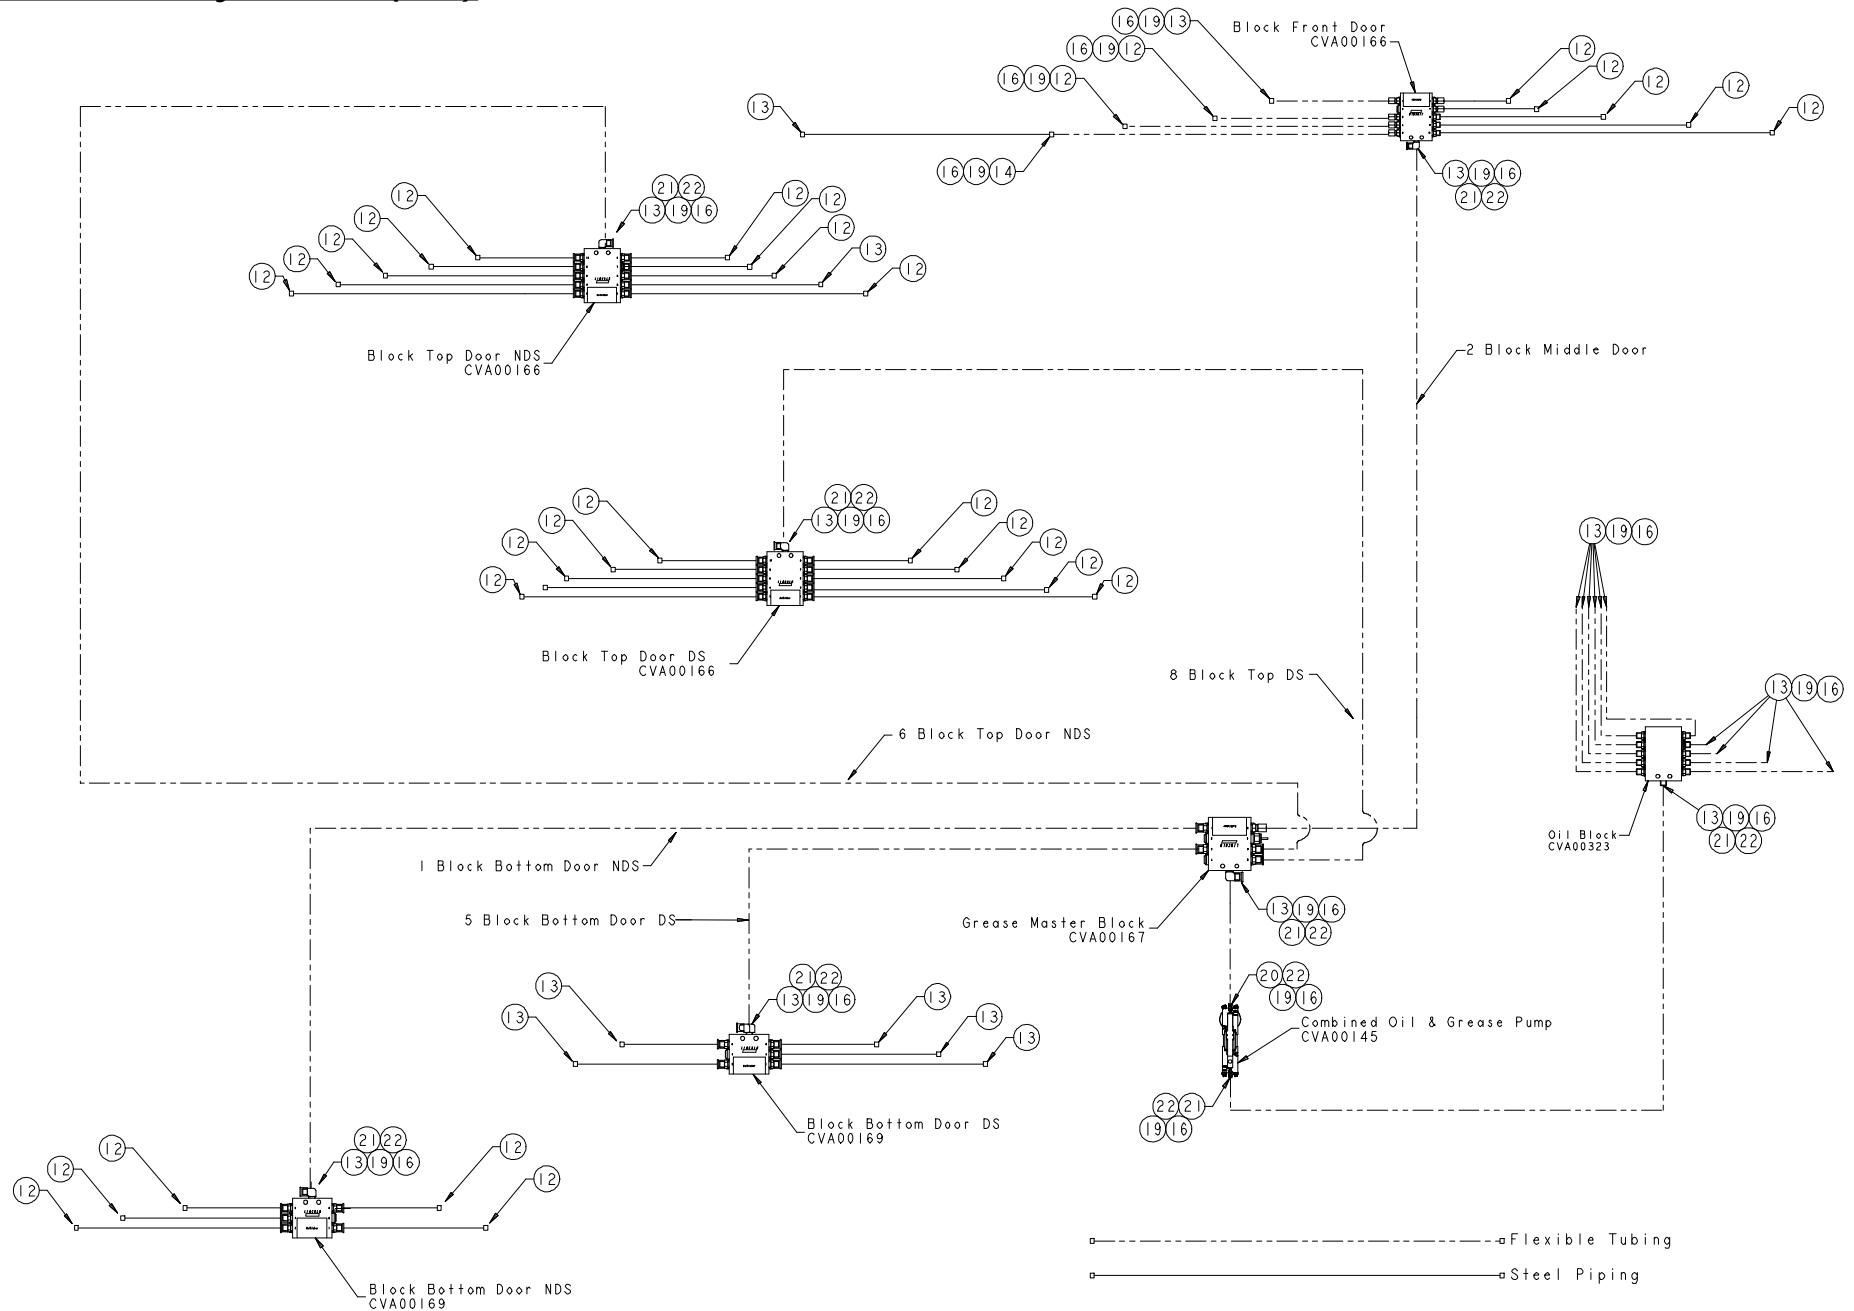 16 19 13
Block Front Door
CVA00166
16 19 12
12
12
16 19 12
12
12
13
12
16 19 14
13 19 16
21 22
12
21 22
13 19 16
12
12
12
12
12
12
13
12
12
Block Top Door NDS
CVA00166
2 Block Middle Door
12
21 22
13 19 16
12
12
12
12
12
12
12
12
13 19 16
Block Top Door DS
CVA00166
8 Block Top DS
13 19 16
6 Block Top Door NDS
Oil Block
CVA00323
13 19 16
21 22
1 Block Bottom Door NDS
5 Block Bottom Door DS
Grease Master Block
CVA00167
13 19 16
21 22
13
21 22
13 19 16
13
13
13
13
20 22
19 16
Combined Oil & Grease Pump
CVA00145
22 21
19 16
Block Bottom Door DS
CVA00169
12
21 22
13 19 16
12
12
12
12
Block Bottom Door NDS
CVA00169
Flexible Tubing
Steel Piping